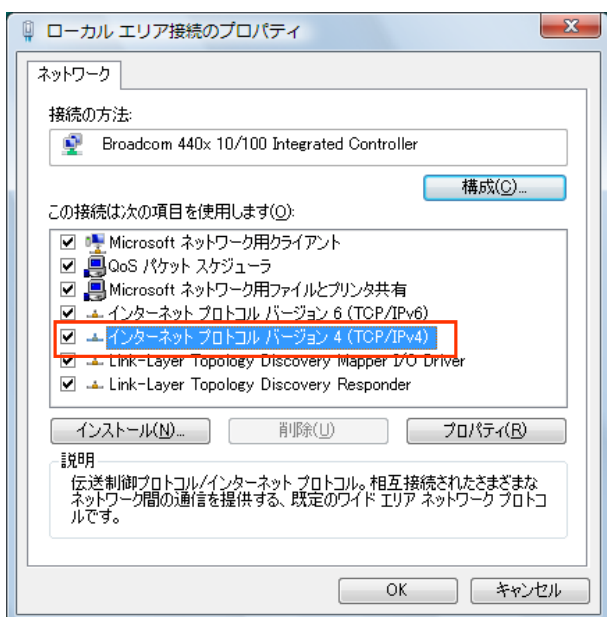 ローカル エリア接続のプロパティ
ネットワーク
接続の方法:
Broadcom 440x 10/100 Integrated Controller
構成(C)...
この接続は次の項目を使用します(O):
Microsoft ネットワーク用クライアント
QoS パケット スケジューラ
Microsoft ネットワーク用ファイルとプリンタ共有
インターネット プロトコル バージョン 6 (TCP/IPv6)
インターネット プロトコル バージョン 4 (TCP/IPv4)
Link-Layer Topology Discovery Mapper I/O Driver
Link-Layer Topology Discovery Responder
インストール(N)...
削除(U)
プロパティ(R)
説明
伝送制御プロトコル/インターネット プロトコル。相互接続されたさまざまな
ネットワーク間の通信を提供する、既定のワイド エリア ネットワーク プロトコ
ルです。
OK
キャンセル